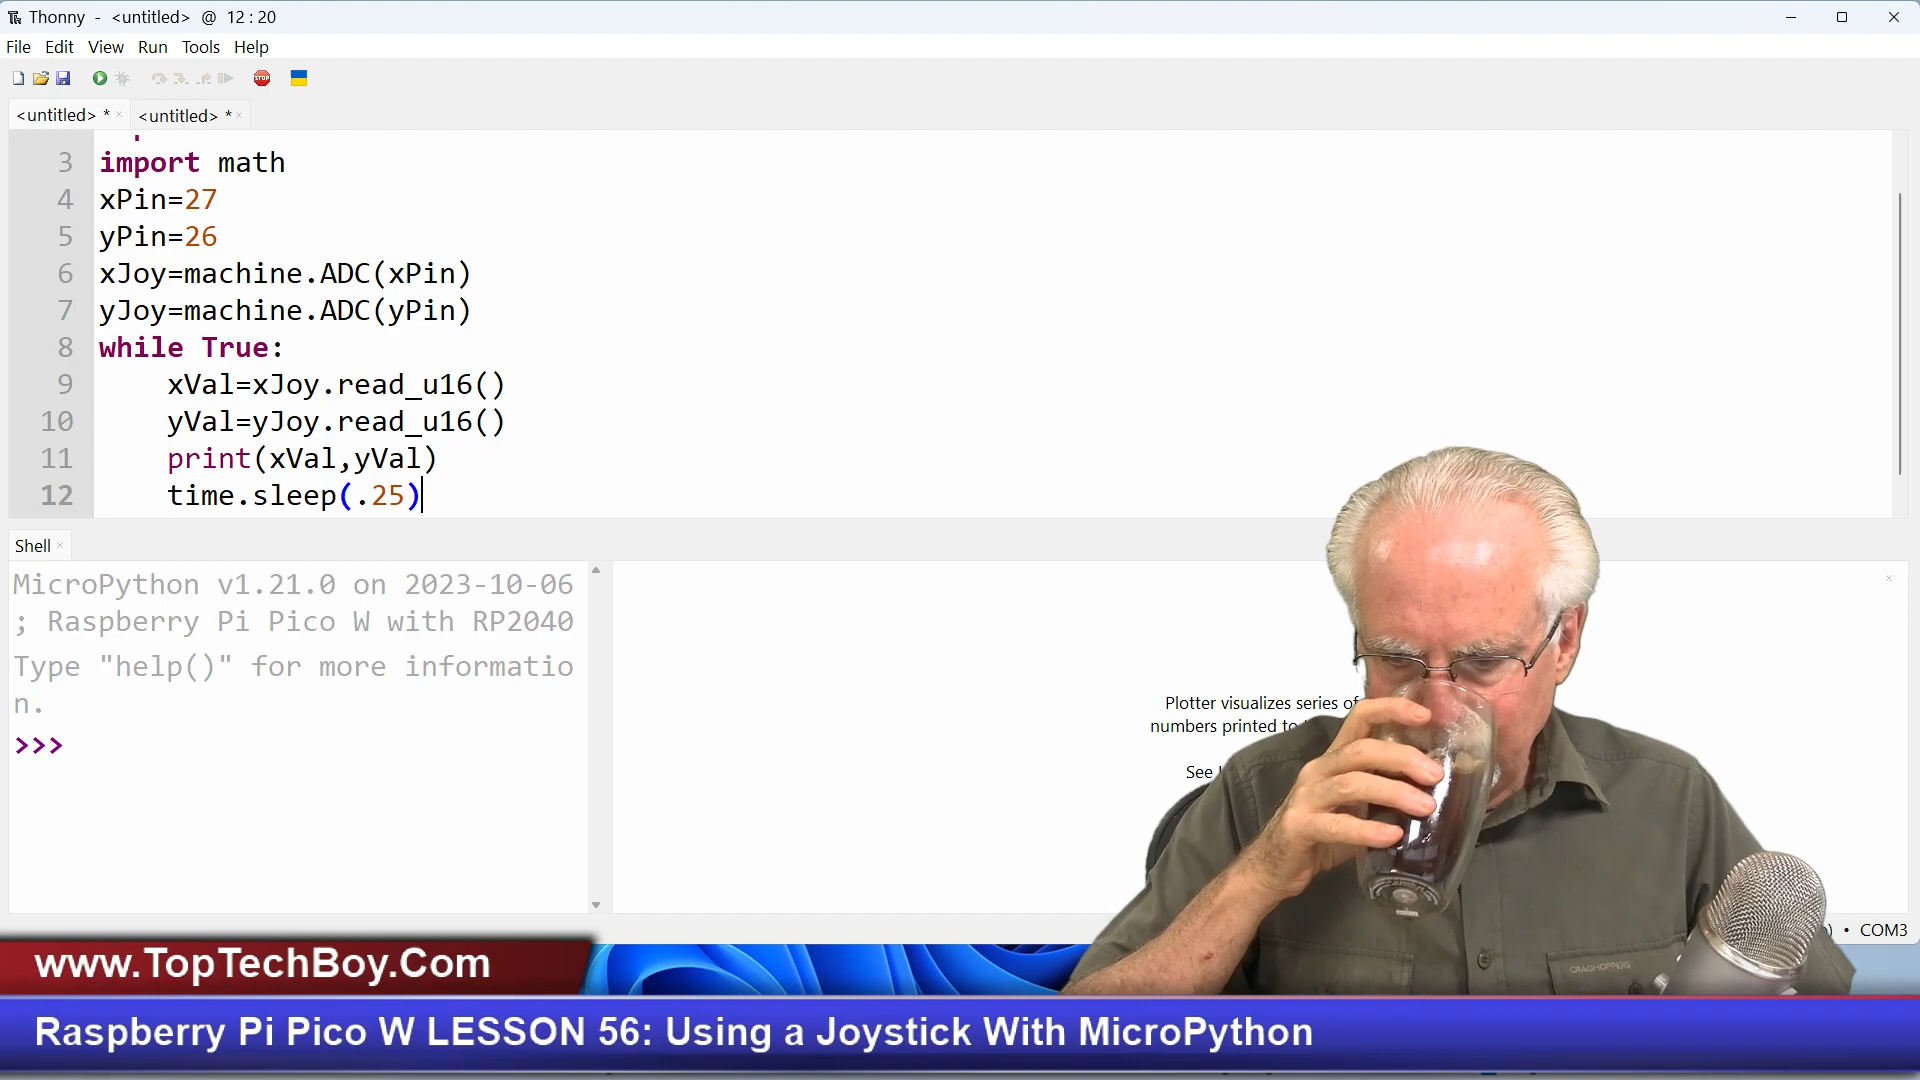 Thonny - <untitled> @ 12 : 20
File Edit View Run Tools Help
STOP
<untitled> * × <untitled> * ×
3 import math
4 xPin=27
5 yPin=26
6 xJoy=machine.ADC(xPin)
7 yJoy=machine.ADC(yPin)
8 while True:
9 xVal=xJoy.read_u16()
10 yVal=yJoy.read_u16()
11 print(xVal,yVal)
12 time.sleep(.25)
Shell ×
MicroPython v1.21.0 on 2023-10-06
; Raspberry Pi Pico W with RP2040
Type "help()" for more informatio
n.
>>>
Plotter visualizes series of
numbers printed to
See
• COM3
CRAGHOPPERS
www.TopTechBoy.Com
Raspberry Pi Pico W LESSON 56: Using a Joystick With MicroPython